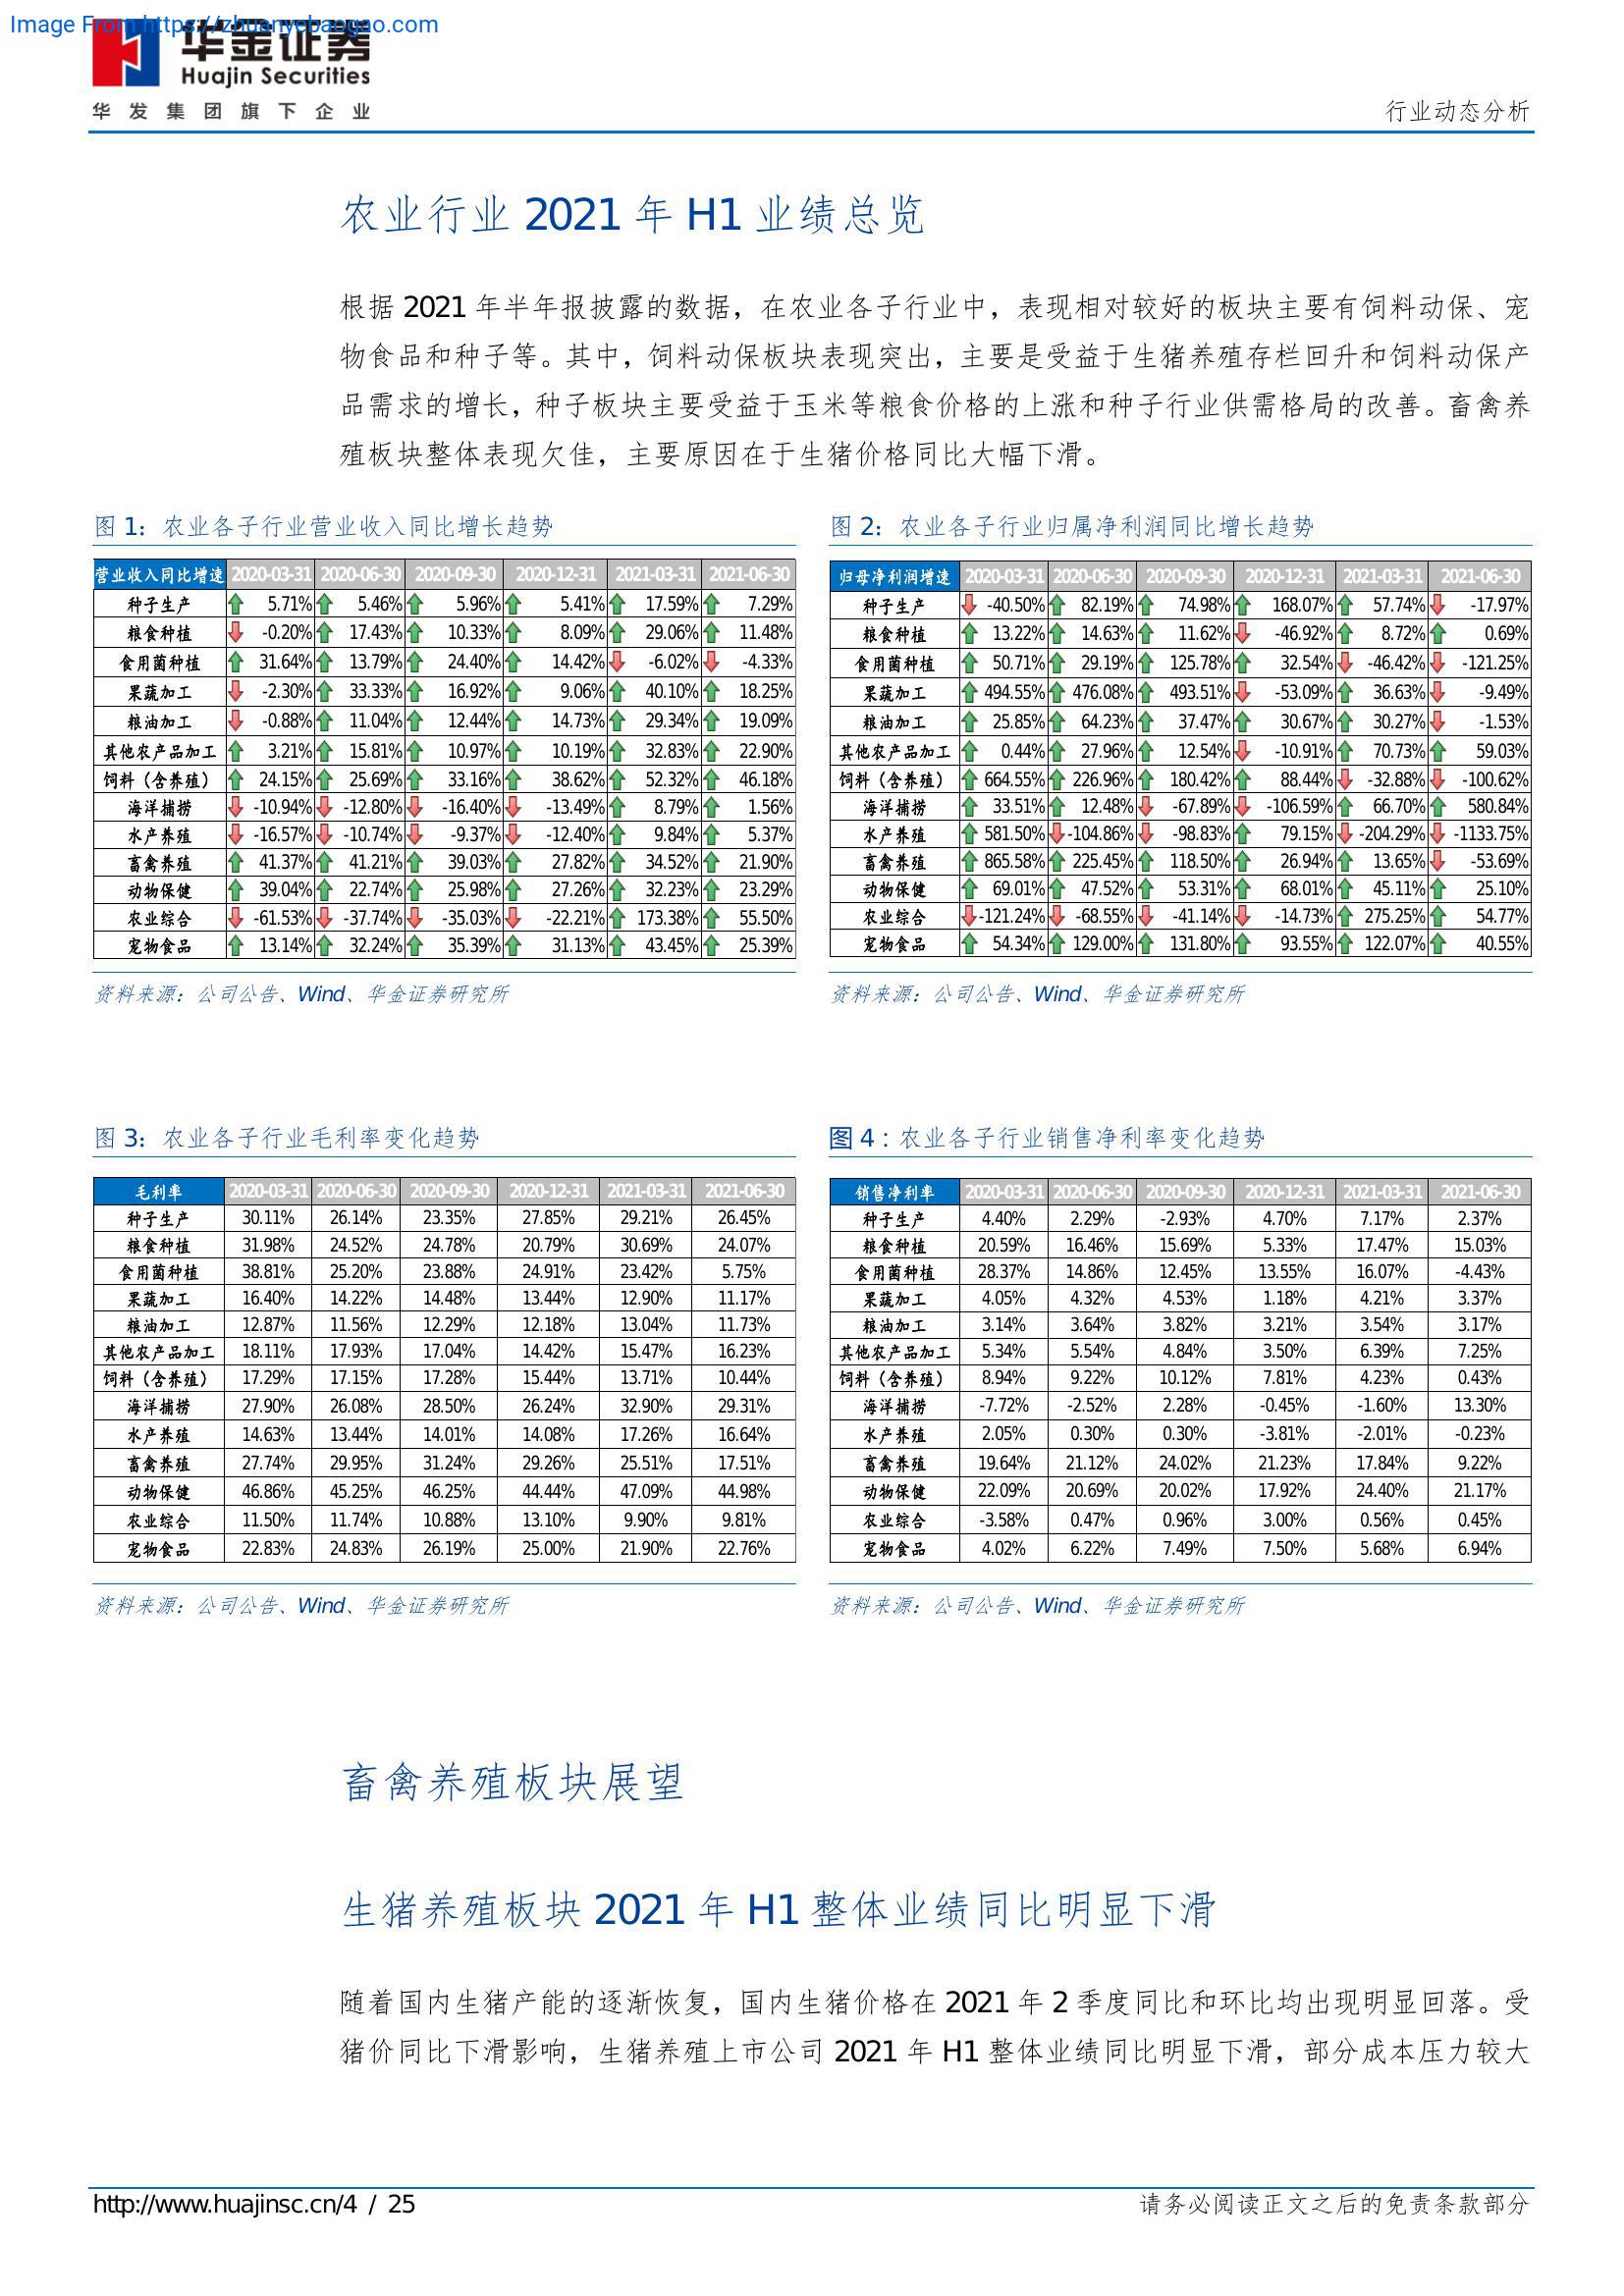 Image From https://zhuanyebaogao.com
华金证券
Huajin Securities
华发集团旗下企业
行业动态分析
农业行业 2021 年 H1 业绩总览
根据 2021 年半年报披露的数据，在农业各子行业中，表现相对较好的板块主要有饲料动保、宠
物食品和种子等。其中，饲料动保板块表现突出，主要是受益于生猪养殖存栏回升和饲料动保产
品需求的增长，种子板块主要受益于玉米等粮食价格的上涨和种子行业供需格局的改善。畜禽养
殖板块整体表现欠佳，主要原因在于生猪价格同比大幅下滑。
图 1：农业各子行业营业收入同比增长趋势
营业收入同比增速 2020-03-31 2020-06-30 2020-09-30 2020-12-31 2021-03-31 2021-06-30
种子生产 5.71% 5.46% 5.96% 5.41% 17.59% 7.29%
粮食种植 -0.20% 17.43% 10.33% 8.09% 29.06% 11.48%
食用菌种植 31.64% 13.79% 24.40% 14.42% -6.02% -4.33%
果蔬加工 -2.30% 33.33% 16.92% 9.06% 40.10% 18.25%
粮油加工 -0.88% 11.04% 12.44% 14.73% 29.34% 19.09%
其他农产品加工 3.21% 15.81% 10.97% 10.19% 32.83% 22.90%
饲料（含养殖） 24.15% 25.69% 33.16% 38.62% 52.32% 46.18%
海洋捕捞 -10.94% -12.80% -16.40% -13.49% 8.79% 1.56%
水产养殖 -16.57% -10.74% -9.37% -12.40% 9.84% 5.37%
畜禽养殖 41.37% 41.21% 39.03% 27.82% 34.52% 21.90%
动物保健 39.04% 22.74% 25.98% 27.26% 32.23% 23.29%
农业综合 -61.53% -37.74% -35.03% -22.21% 173.38% 55.50%
宠物食品 13.14% 32.24% 35.39% 31.13% 43.45% 25.39%
资料来源：公司公告、Wind、华金证券研究所
图 2：农业各子行业归属净利润同比增长趋势
归母净利润增速 2020-03-31 2020-06-30 2020-09-30 2020-12-31 2021-03-31 2021-06-30
种子生产 -40.50% 82.19% 74.98% 168.07% 57.74% -17.97%
粮食种植 13.22% 14.63% 11.62% -46.92% 8.72% 0.69%
食用菌种植 50.71% 29.19% 125.78% 32.54% -46.42% -121.25%
果蔬加工 494.55% 476.08% 493.51% -53.09% 36.63% -9.49%
粮油加工 25.85% 64.23% 37.47% 30.67% 30.27% -1.53%
其他农产品加工 0.44% 27.96% 12.54% -10.91% 70.73% 59.03%
饲料（含养殖） 664.55% 226.96% 180.42% 88.44% -32.88% -100.62%
海洋捕捞 33.51% 12.48% -67.89% -106.59% 66.70% 580.84%
水产养殖 581.50% -104.86% -98.83% 79.15% -204.29% -1133.75%
畜禽养殖 865.58% 225.45% 118.50% 26.94% 13.65% -53.69%
动物保健 69.01% 47.52% 53.31% 68.01% 45.11% 25.10%
农业综合 -121.24% -68.55% -41.14% -14.73% 275.25% 54.77%
宠物食品 54.34% 129.00% 131.80% 93.55% 122.07% 40.55%
资料来源：公司公告、Wind、华金证券研究所
图 3：农业各子行业毛利率变化趋势
毛利率 2020-03-31 2020-06-30 2020-09-30 2020-12-31 2021-03-31 2021-06-30
种子生产 30.11% 26.14% 23.35% 27.85% 29.21% 26.45%
粮食种植 31.98% 24.52% 24.78% 20.79% 30.69% 24.07%
食用菌种植 38.81% 25.20% 23.88% 24.91% 23.42% 5.75%
果蔬加工 16.40% 14.22% 14.48% 13.44% 12.90% 11.17%
粮油加工 12.87% 11.56% 12.29% 12.18% 13.04% 11.73%
其他农产品加工 18.11% 17.93% 17.04% 14.42% 15.47% 16.23%
饲料（含养殖） 17.29% 17.15% 17.28% 15.44% 13.71% 10.44%
海洋捕捞 27.90% 26.08% 28.50% 26.24% 32.90% 29.31%
水产养殖 14.63% 13.44% 14.01% 14.08% 17.26% 16.64%
畜禽养殖 27.74% 29.95% 31.24% 29.26% 25.51% 17.51%
动物保健 46.86% 45.25% 46.25% 44.44% 47.09% 44.98%
农业综合 11.50% 11.74% 10.88% 13.10% 9.90% 9.81%
宠物食品 22.83% 24.83% 26.19% 25.00% 21.90% 22.76%
资料来源：公司公告、Wind、华金证券研究所
图 4：农业各子行业销售净利率变化趋势
销售净利率 2020-03-31 2020-06-30 2020-09-30 2020-12-31 2021-03-31 2021-06-30
种子生产 4.40% 2.29% -2.93% 4.70% 7.17% 2.37%
粮食种植 20.59% 16.46% 15.69% 5.33% 17.47% 15.03%
食用菌种植 28.37% 14.86% 12.45% 13.55% 16.07% -4.43%
果蔬加工 4.05% 4.32% 4.53% 1.18% 4.21% 3.37%
粮油加工 3.14% 3.64% 3.82% 3.21% 3.54% 3.17%
其他农产品加工 5.34% 5.54% 4.84% 3.50% 6.39% 7.25%
饲料（含养殖） 8.94% 9.22% 10.12% 7.81% 4.23% 0.43%
海洋捕捞 -7.72% -2.52% 2.28% -0.45% -1.60% 13.30%
水产养殖 2.05% 0.30% 0.30% -3.81% -2.01% -0.23%
畜禽养殖 19.64% 21.12% 24.02% 21.23% 17.84% 9.22%
动物保健 22.09% 20.69% 20.02% 17.92% 24.40% 21.17%
农业综合 -3.58% 0.47% 0.96% 3.00% 0.56% 0.45%
宠物食品 4.02% 6.22% 7.49% 7.50% 5.68% 6.94%
资料来源：公司公告、Wind、华金证券研究所
畜禽养殖板块展望
生猪养殖板块 2021 年 H1 整体业绩同比明显下滑
随着国内生猪产能的逐渐恢复，国内生猪价格在 2021 年 2 季度同比和环比均出现明显回落。受
猪价同比下滑影响，生猪养殖上市公司 2021 年 H1 整体业绩同比明显下滑，部分成本压力较大
http://www.huajinsc.cn/4 / 25
请务必阅读正文之后的免责条款部分